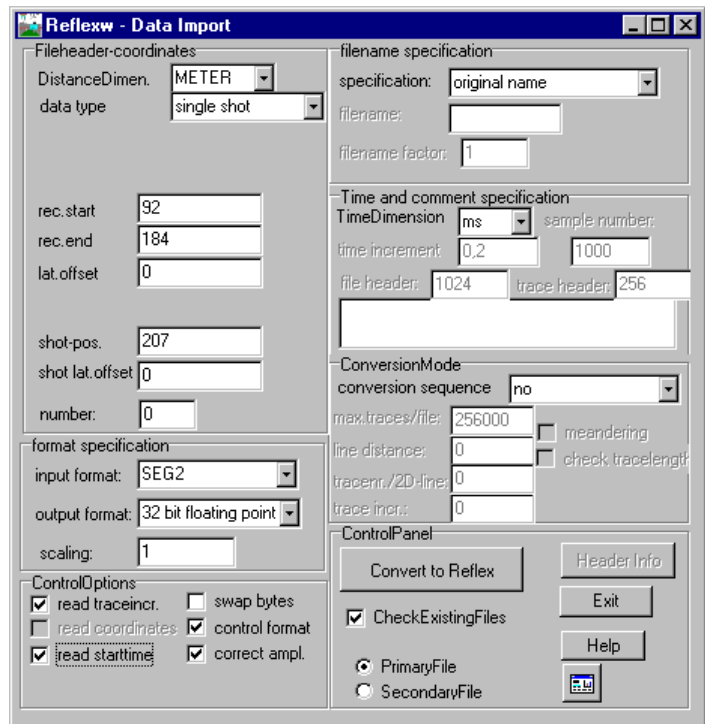 Reflexw - Data Import
Fileheader-coordinates
DistanceDimen. METER
data type single shot
rec.start 92
rec.end 184
lat.offset 0
shot-pos. 207
shot lat.offset 0
number: 0
format specification
input format: SEG2
output format: 32 bit floating point
scaling: 1
ControlOptions
read traceincr. swap bytes
read coordinates control format
read starttime correct ampl.
filename specification
specification: original name
filename:
filename factor: 1
Time and comment specification
TimeDimension ms sample number:
time increment 0,2 1000
file header: 1024 trace header: 256
ConversionMode
conversion sequence no
max.traces/file: 256000 meandering
line distance: 0 check tracelength
tracenr./2D-line: 0
trace incr.: 0
ControlPanel
Convert to Reflex Header Info
CheckExistingFiles Exit
Help
PrimaryFile
SecondaryFile